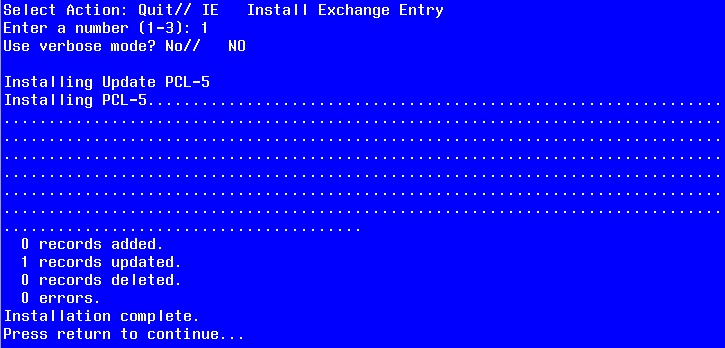 Select Action: Quit// IE   Install Exchange Entry
Enter a number (1-3): 1
Use verbose mode? No//   NO
Installing Update PCL-5
Installing PCL-5................................................................
................................................................................
................................................................................
................................................................................
................................................................................
................................................................................
................................................................................
........................................
  0 records added.
  1 records updated.
  0 records deleted.
  0 errors.
Installation complete.
Press return to continue...